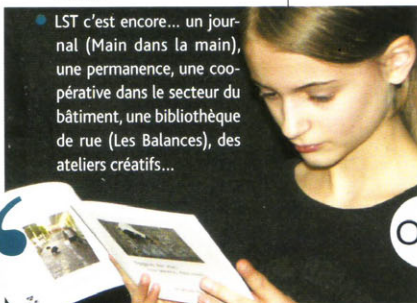 • LST c'est encore... un jour-
nal (Main dans la main),
une permanence, une coo-
pérative dans le secteur du
bâtiment, une bibliothèque
de rue (Les Balances), des
ateliers créatifs...